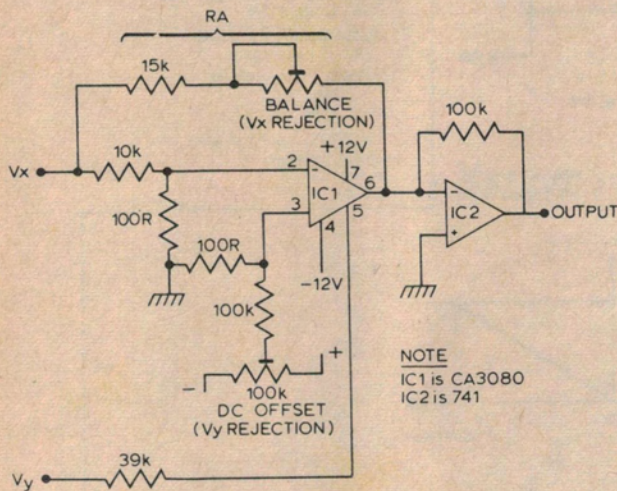 RA
15k
BALANCE
(Vx REJECTION)
100k
Vx
10k
2
-
+12V
7
IC1
6
3
4
5
-
IC2
+
OUTPUT
100R
100R
-12V
100k
-
+
100k
DC OFFSET
(Vy REJECTION)
NOTE
IC1 is CA3080
IC2 is 741
Vy
39k